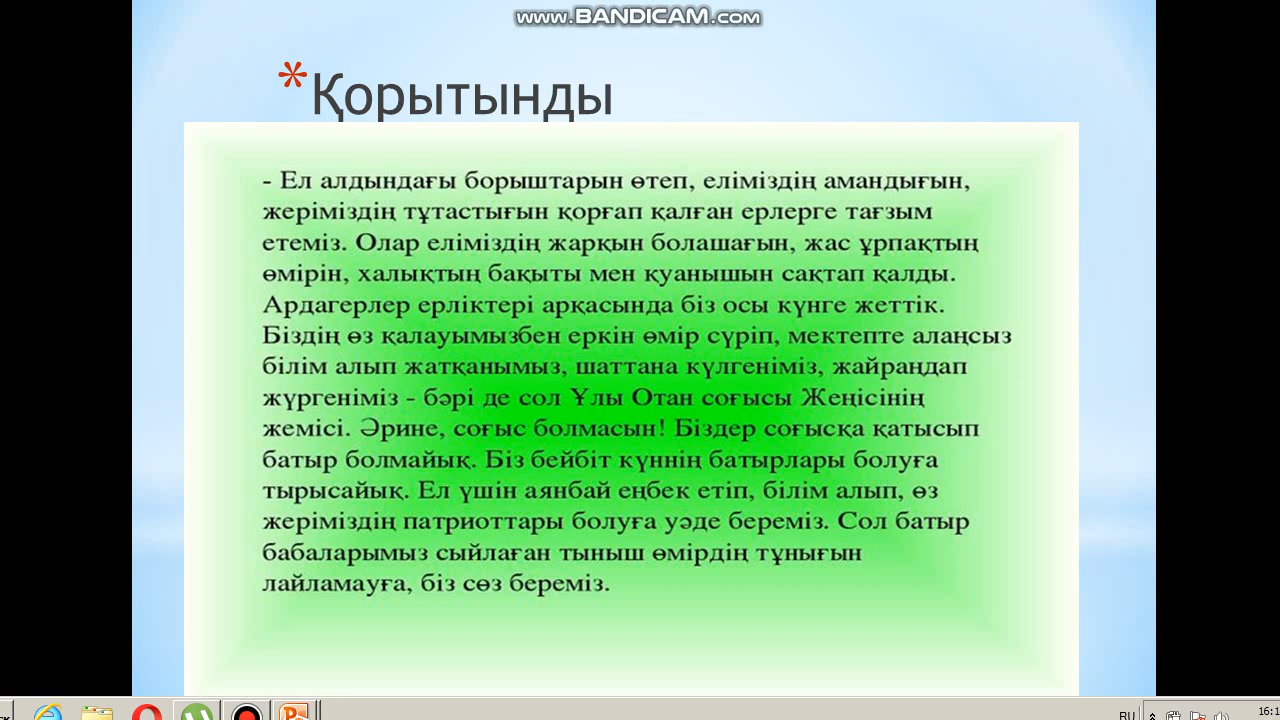 www.BANDICAM.com
*Қорытынды
- Ел алдындағы борыштарын өтеп, еліміздің амандығын,
жеріміздің тұтастығын қорғап қалған ерлерге тағзым
етеміз. Олар еліміздің жарқын болашағын, жас ұрпақтың
өмірін, халықтың бақыты мен қуанышын сақтап қалды.
Ардагерлер ерліктері арқасында біз осы күнге жеттік.
Біздің өз қалауымызбен еркін өмір сүріп, мектепте алаңсыз
білім алып жатқанымыз, шаттана күлгеніміз, жайраңдап
жүргеніміз - бәрі де сол Ұлы Отан соғысы Жеңісінің
жемісі. Әрине, соғыс болмасын! Біздер соғысқа қатысып
батыр болмайық. Біз бейбіт күннің батырлары болуға
тырысайық. Ел үшін аянбай еңбек етіп, білім алып, өз
жеріміздің патриоттары болуға уәде береміз. Сол батыр
бабаларымыз сыйлаған тыныш өмірдің тұнығын
лайламауға, біз сөз береміз.
RU